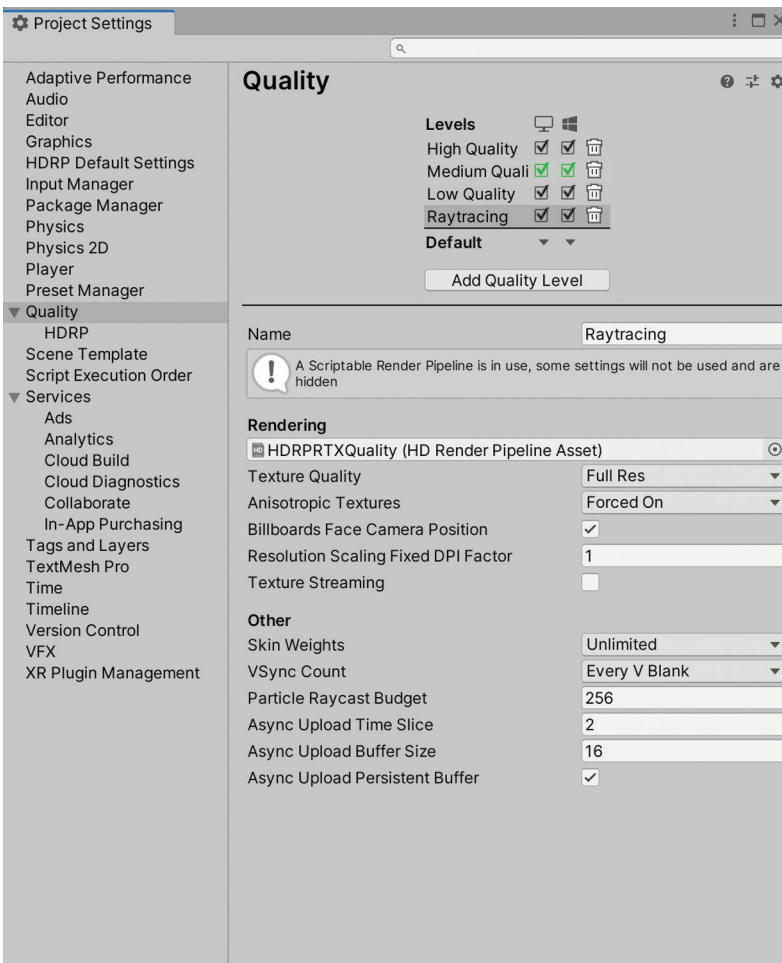 Project Settings
Adaptive Performance
Audio
Editor
Graphics
HDRP Default Settings
Input Manager
Package Manager
Physics
Physics 2D
Player
Preset Manager
Quality
HDRP
Scene Template
Script Execution Order
Services
Ads
Analytics
Cloud Build
Cloud Diagnostics
Collaborate
In-App Purchasing
Tags and Layers
TextMesh Pro
Time
Timeline
Version Control
VFX
XR Plugin Management
Quality
Levels
High Quality
Medium Quali
Low Quality
Raytracing
Default
Add Quality Level
Name Raytracing
A Scriptable Render Pipeline is in use, some settings will not be used and are
hidden
Rendering
HDRPRTXQuality (HD Render Pipeline Asset)
Texture Quality Full Res
Anisotropic Textures Forced On
Billboards Face Camera Position
Resolution Scaling Fixed DPI Factor 1
Texture Streaming
Other
Skin Weights Unlimited
VSync Count Every V Blank
Particle Raycast Budget 256
Async Upload Time Slice 2
Async Upload Buffer Size 16
Async Upload Persistent Buffer